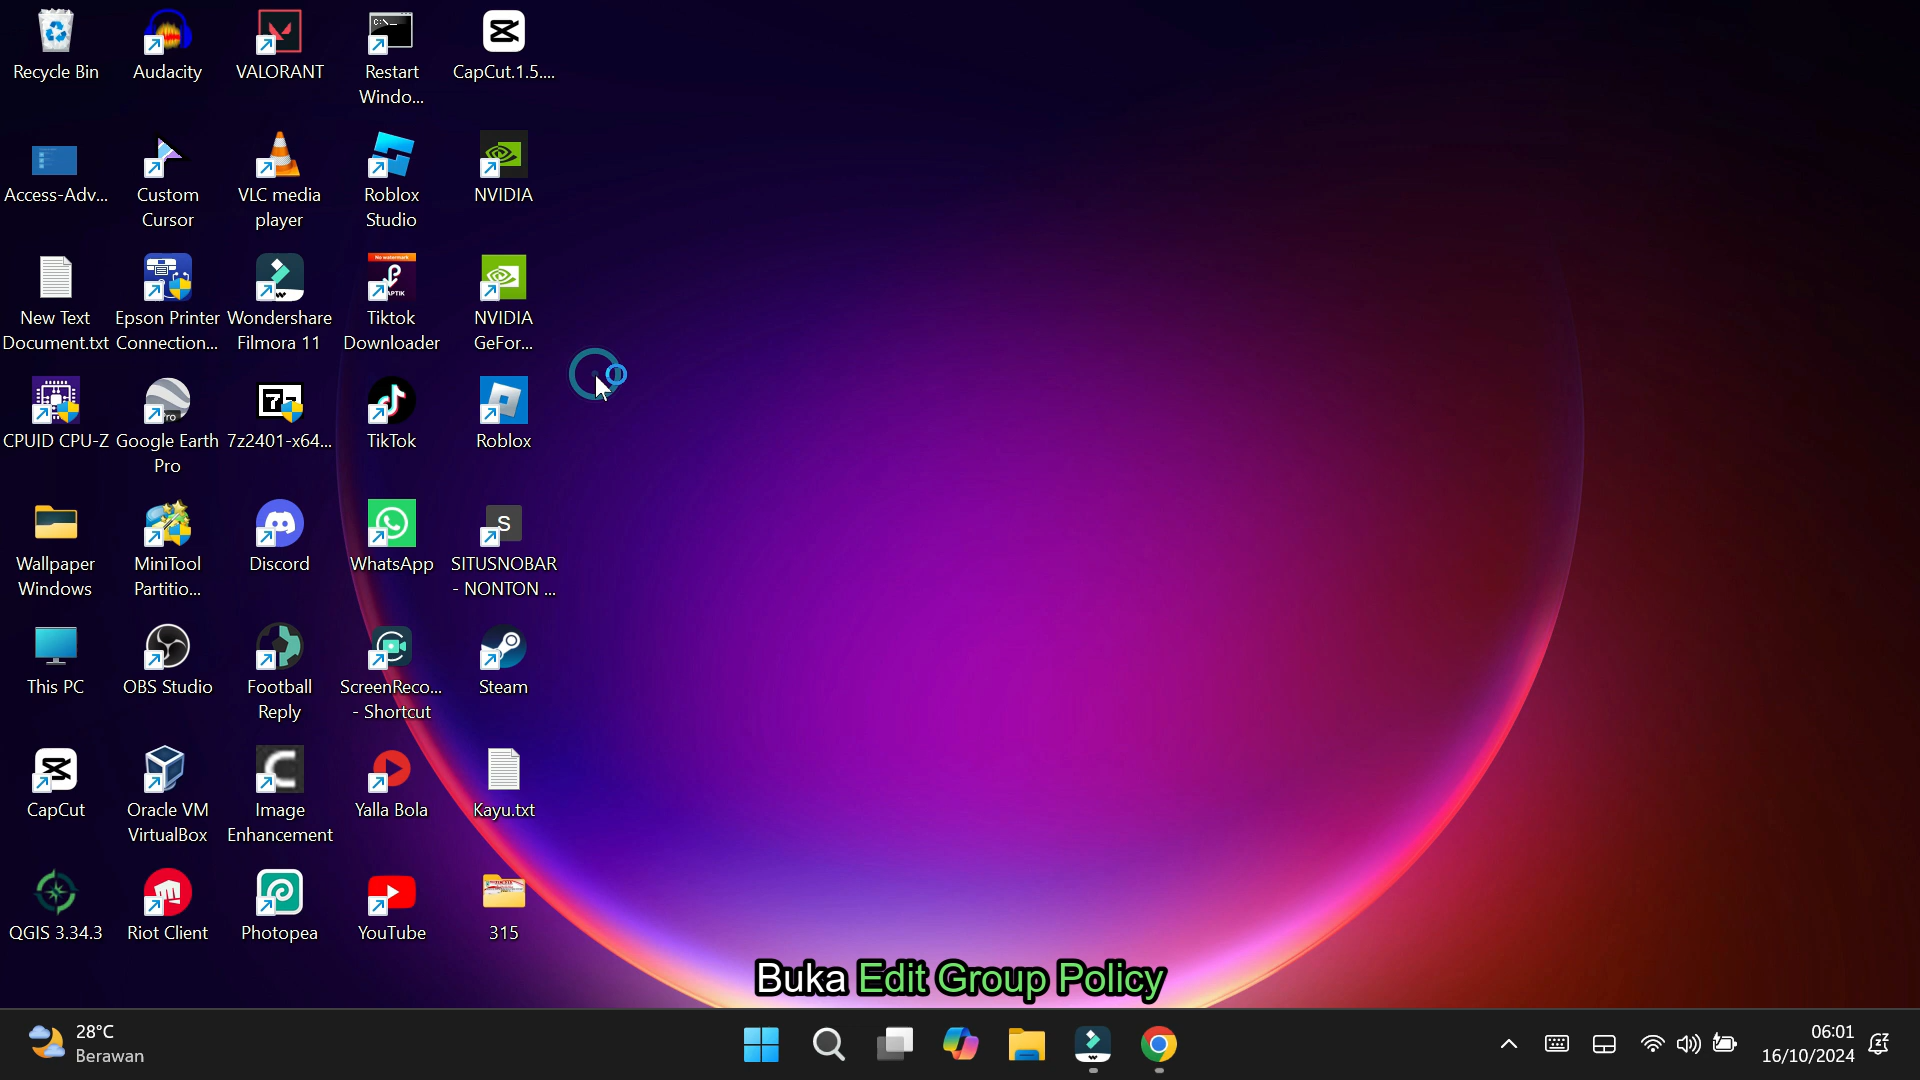 Recycle Bin
Audacity
VALORANT
Restart
Windo...
CapCut.1.5....
Access-Adv...
Custom
Cursor
VLC media
player
Roblox
Studio
NVIDIA
New Text
Document.txt
Epson Printer
Connection...
Wondershare
Filmora 11
No watermark
Tiktok
Downloader
NVIDIA
GeFor...
CPUID CPU-Z
Google Earth
Pro
7z2401-x64...
TikTok
Roblox
Wallpaper
Windows
MiniTool
Partitio...
Discord
WhatsApp
S
SITUSNOBAR
- NONTON ...
This PC
OBS Studio
Football
Reply
ScreenReco...
- Shortcut
Steam
CapCut
Oracle VM
VirtualBox
Image
Enhancement
Yalla Bola
Kayu.txt
QGIS 3.34.3
Riot Client
Photopea
YouTube
315
Buka Edit Group Policy
28°C
Berawan
06:01
16/10/2024